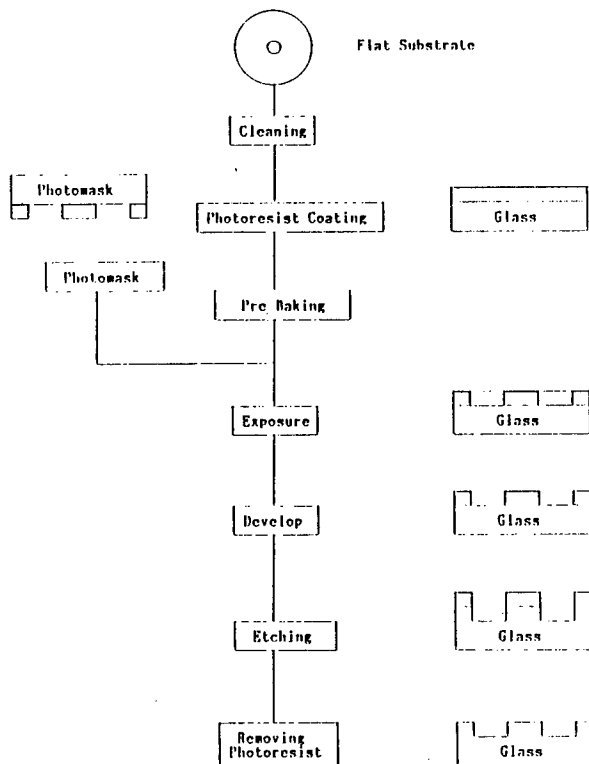 Flat Substrate
Cleaning
Photomask
Photoresist Coating
Glass
Photomask
Pre Baking
Exposure
Glass
Develop
Glass
Etching
Glass
Removing
Photoresist
Glass